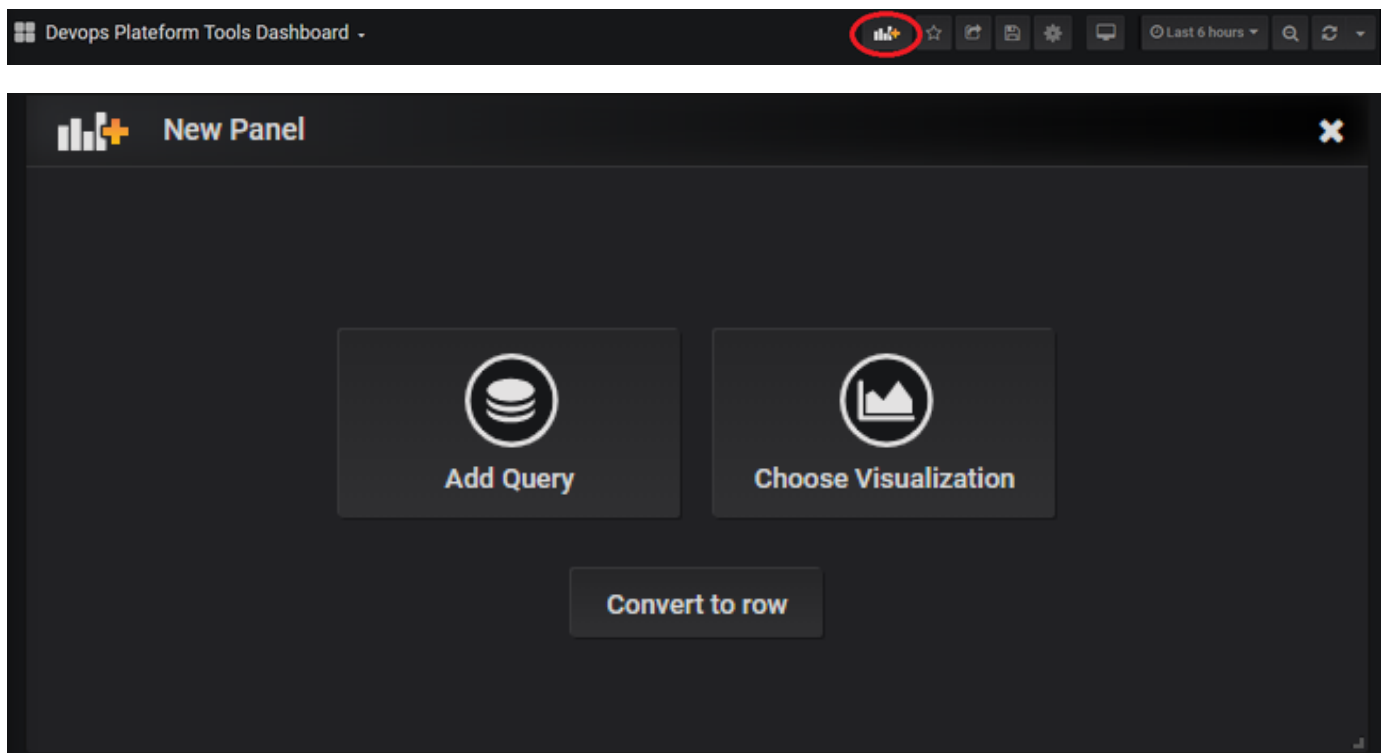 Devops Plateform Tools Dashboard
Last 6 hours
New Panel
Add Query
Choose Visualization
Convert to row